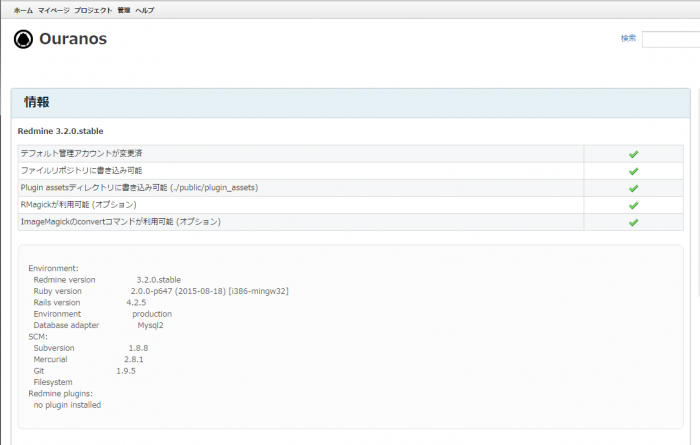 ホーム マイページ プロジェクト 管理 ヘルプ
Ouranos
検索
情報
Redmine 3.2.0.stable
デフォルト管理アカウントが変更済
ファイルリポジトリに書き込み可能
Plugin assetsディレクトリに書き込み可能 (./public/plugin_assets)
RMagickが利用可能 (オプション)
ImageMagickのconvertコマンドが利用可能 (オプション)
Environment:
Redmine version 3.2.0.stable
Ruby version 2.0.0-p647 (2015-08-18) [i386-mingw32]
Rails version 4.2.5
Environment production
Database adapter Mysql2
SCM:
Subversion 1.8.8
Mercurial 2.8.1
Git 1.9.5
Filesystem
Redmine plugins:
no plugin installed